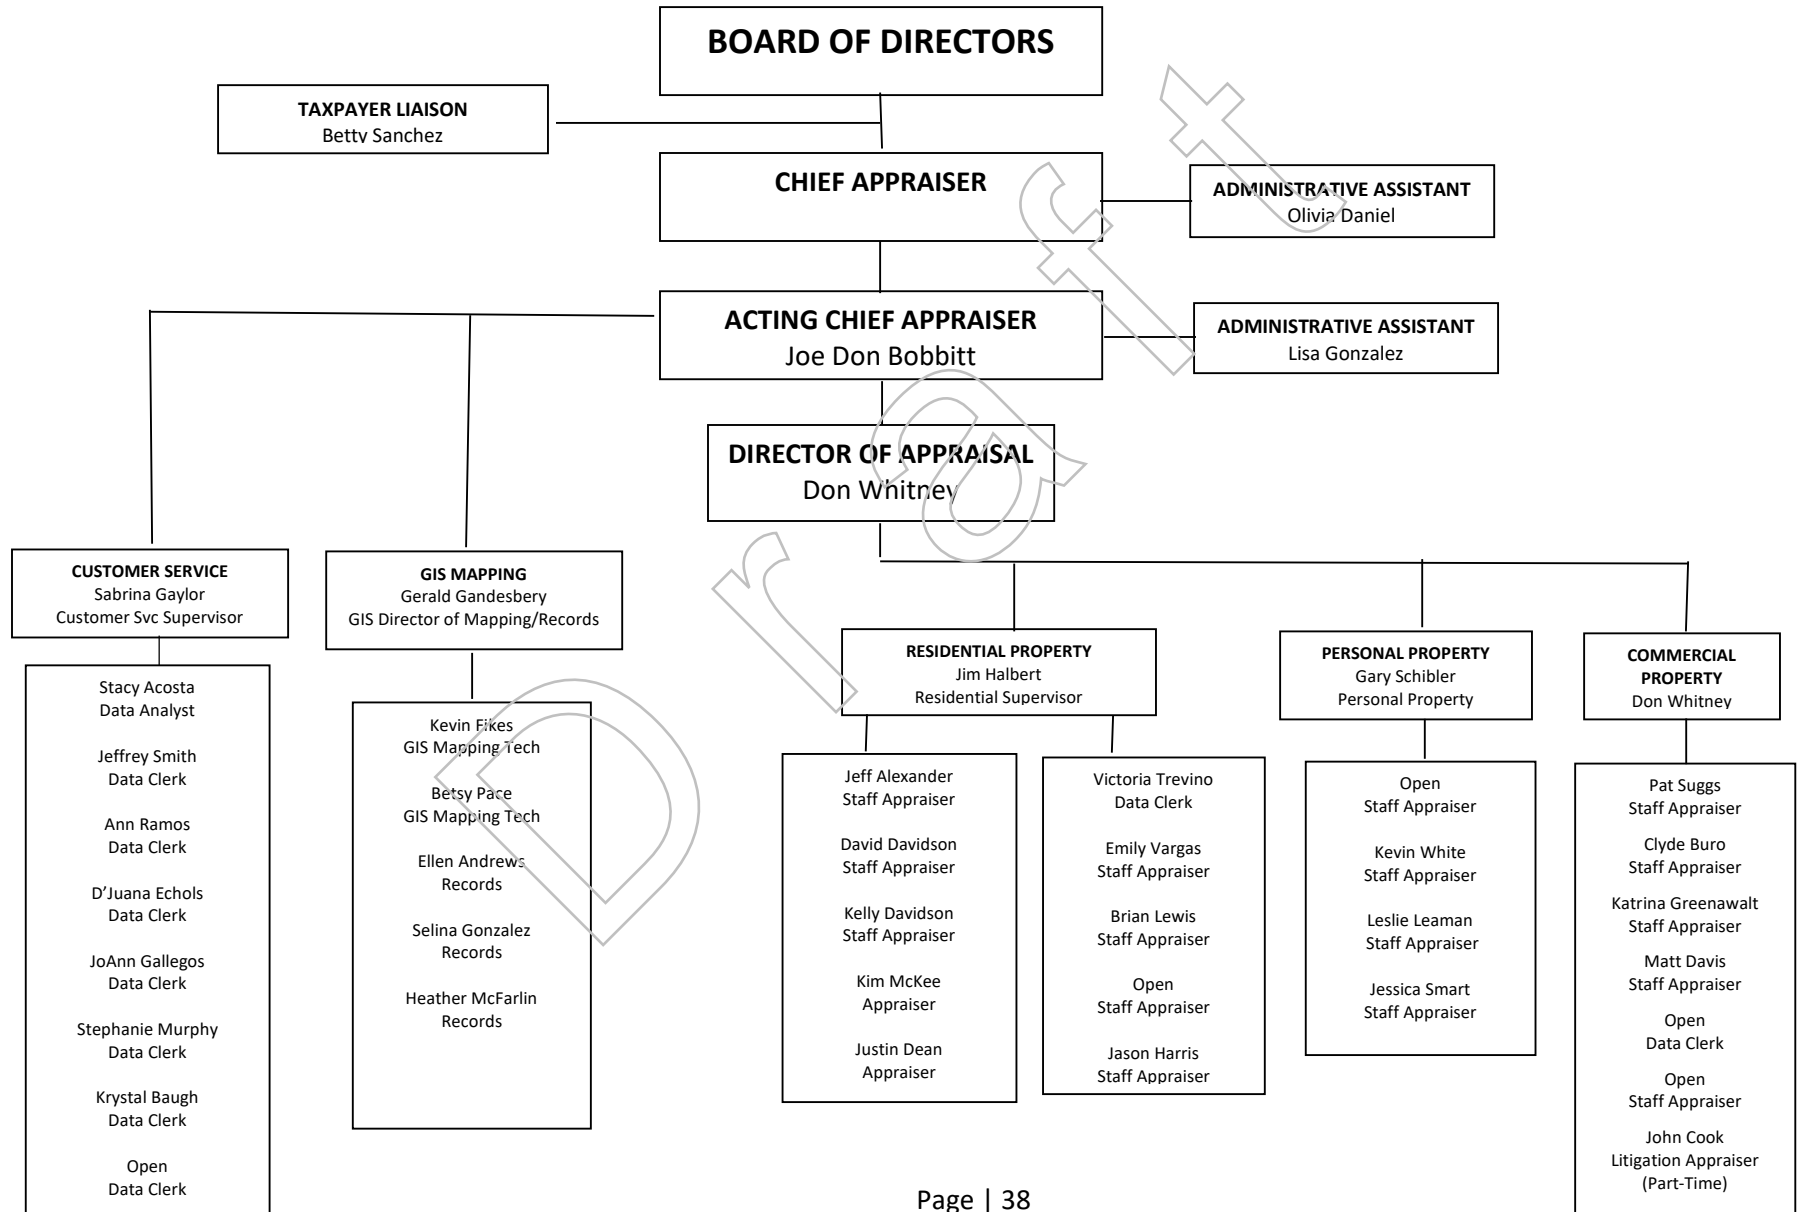 BOARD OF DIRECTORS
TAXPAYER LIAISON
Betty Sanchez
CHIEF APPRAISER
ADMINISTRATIVE ASSISTANT
Olivia Daniel
ACTING CHIEF APPRAISER
Joe Don Bobbitt
ADMINISTRATIVE ASSISTANT
Lisa Gonzalez
DIRECTOR OF APPRAISAL
Don Whitney
CUSTOMER SERVICE
Sabrina Gaylor
Customer Svc Supervisor
GIS MAPPING
Gerald Gandesbery
GIS Director of Mapping/Records
RESIDENTIAL PROPERTY
Jim Halbert
Residential Supervisor
PERSONAL PROPERTY
Gary Schibler
Personal Property
COMMERCIAL
PROPERTY
Don Whitney
Stacy Acosta
Data Analyst
Jeffrey Smith
Data Clerk
Ann Ramos
Data Clerk
D’Juana Echols
Data Clerk
JoAnn Gallegos
Data Clerk
Stephanie Murphy
Data Clerk
Krystal Baugh
Data Clerk
Open
Data Clerk
Kevin Fikes
GIS Mapping Tech
Betsy Pace
GIS Mapping Tech
Ellen Andrews
Records
Selina Gonzalez
Records
Heather McFarlin
Records
Jeff Alexander
Staff Appraiser
David Davidson
Staff Appraiser
Kelly Davidson
Staff Appraiser
Kim McKee
Appraiser
Justin Dean
Appraiser
Victoria Trevino
Data Clerk
Emily Vargas
Staff Appraiser
Brian Lewis
Staff Appraiser
Open
Staff Appraiser
Jason Harris
Staff Appraiser
Open
Staff Appraiser
Kevin White
Staff Appraiser
Leslie Leaman
Staff Appraiser
Jessica Smart
Staff Appraiser
Pat Suggs
Staff Appraiser
Clyde Buro
Staff Appraiser
Katrina Greenawalt
Staff Appraiser
Matt Davis
Staff Appraiser
Open
Data Clerk
Open
Staff Appraiser
John Cook
Litigation Appraiser
(Part-Time)
Draft
Page | 38